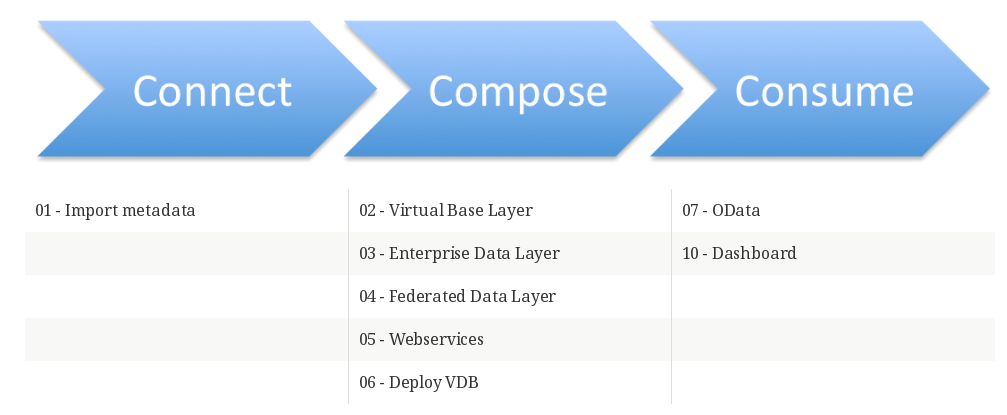 Connect Compose Consume
01 - Import metadata 02 - Virtual Base Layer 07 - OData
03 - Enterprise Data Layer 10 - Dashboard
04 - Federated Data Layer
05 - Webservices
06 - Deploy VDB